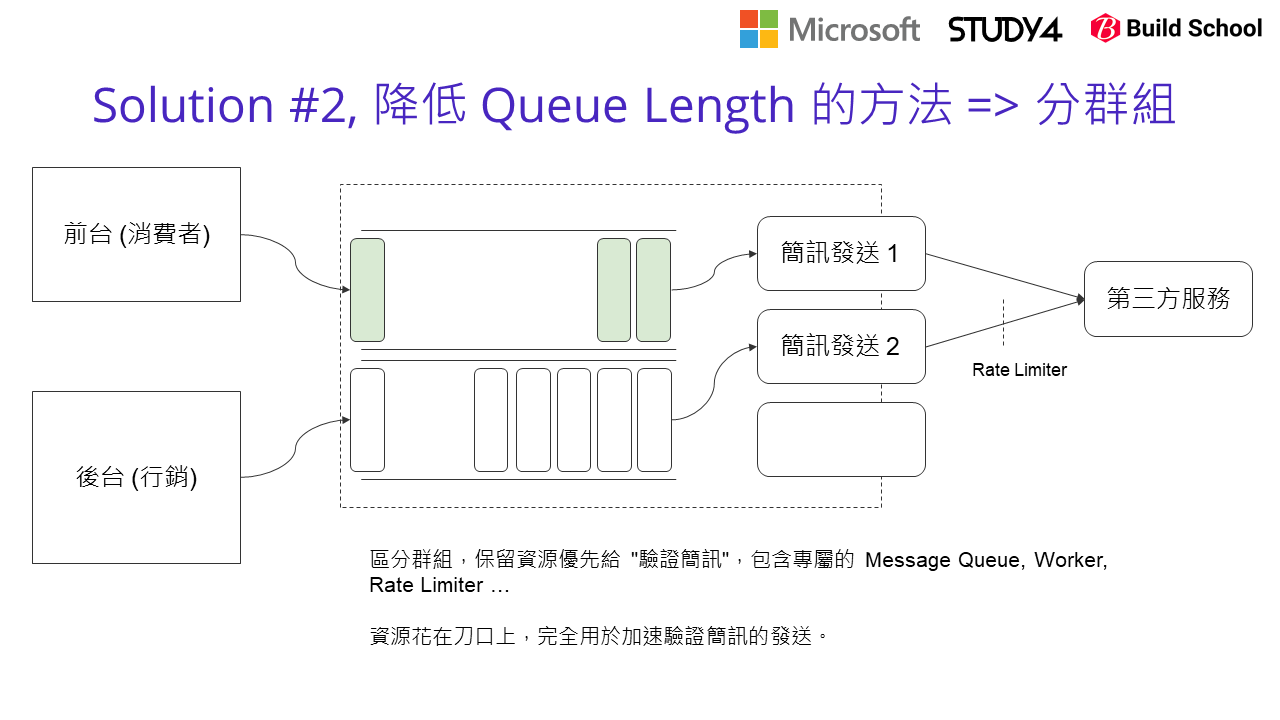 Microsoft STUDY4 Build School
Solution #2, 降低 Queue Length 的方法 => 分群組
前台 (消費者)
簡訊發送 1
第三方服務
簡訊發送 2
Rate Limiter
後台 (行銷)
區分群組，保留資源優先給 "驗證簡訊"，包含專屬的 Message Queue, Worker,
Rate Limiter …
資源花在刀口上，完全用於加速驗證簡訊的發送。